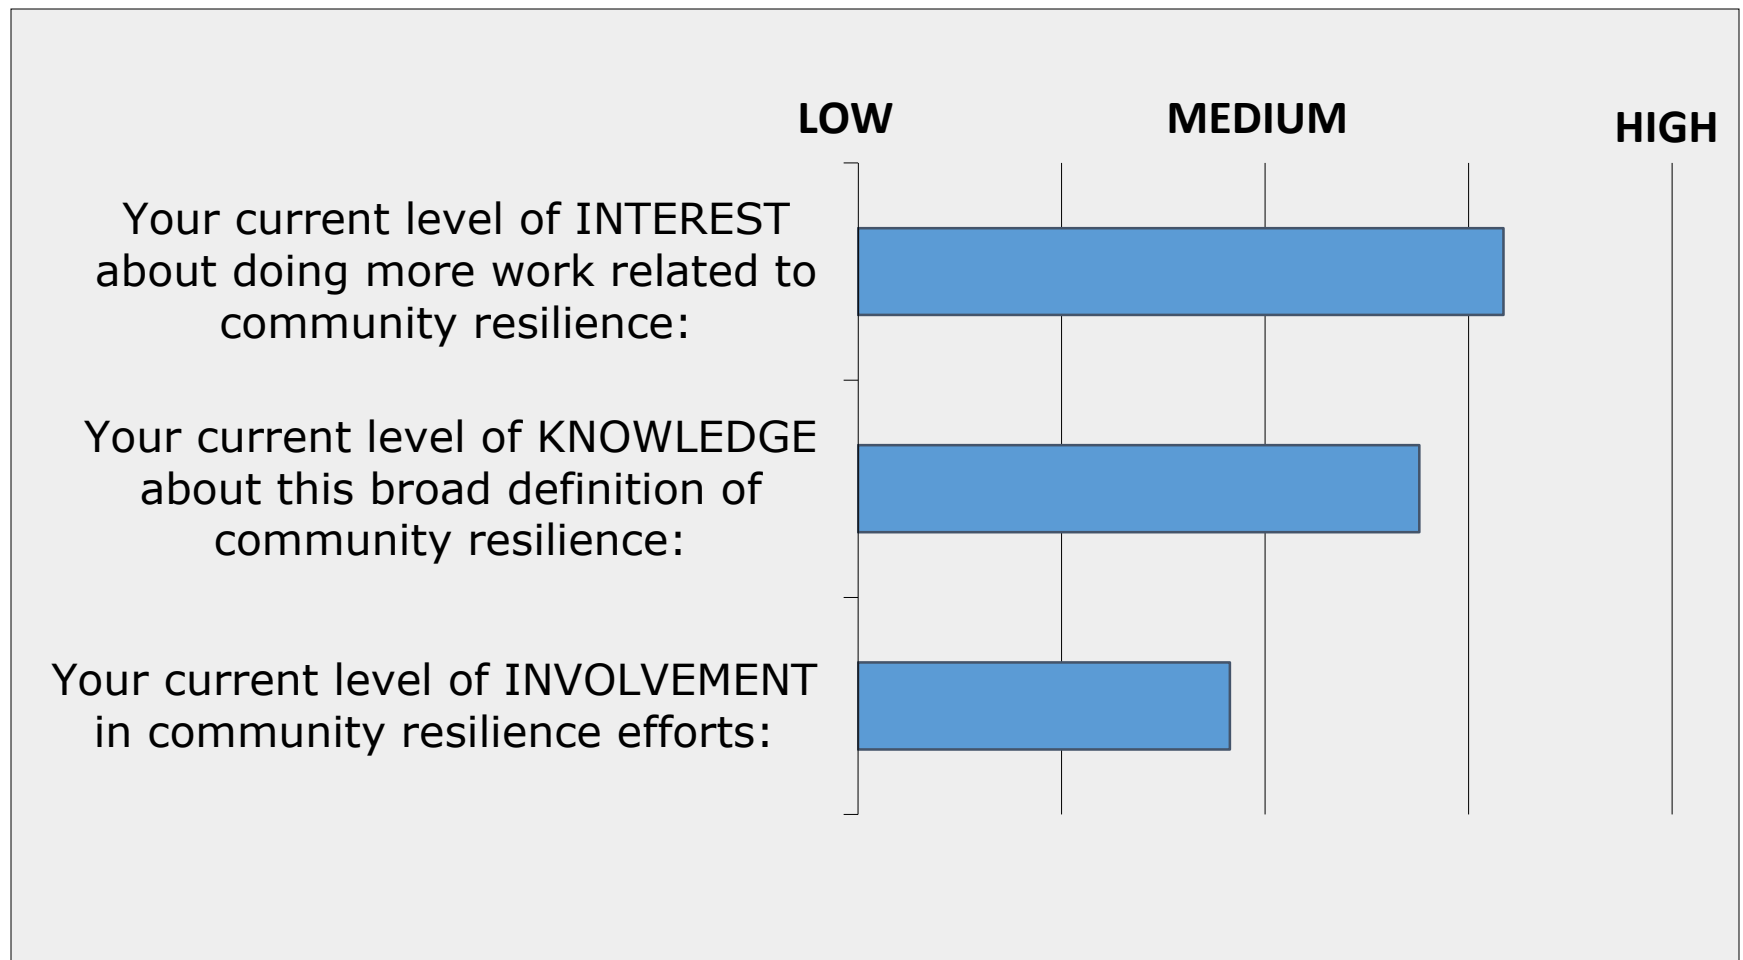 LOW MEDIUM HIGH
Your current level of INTEREST
about doing more work related to
community resilience:
Your current level of KNOWLEDGE
about this broad definition of
community resilience:
Your current level of INVOLVEMENT
in community resilience efforts: